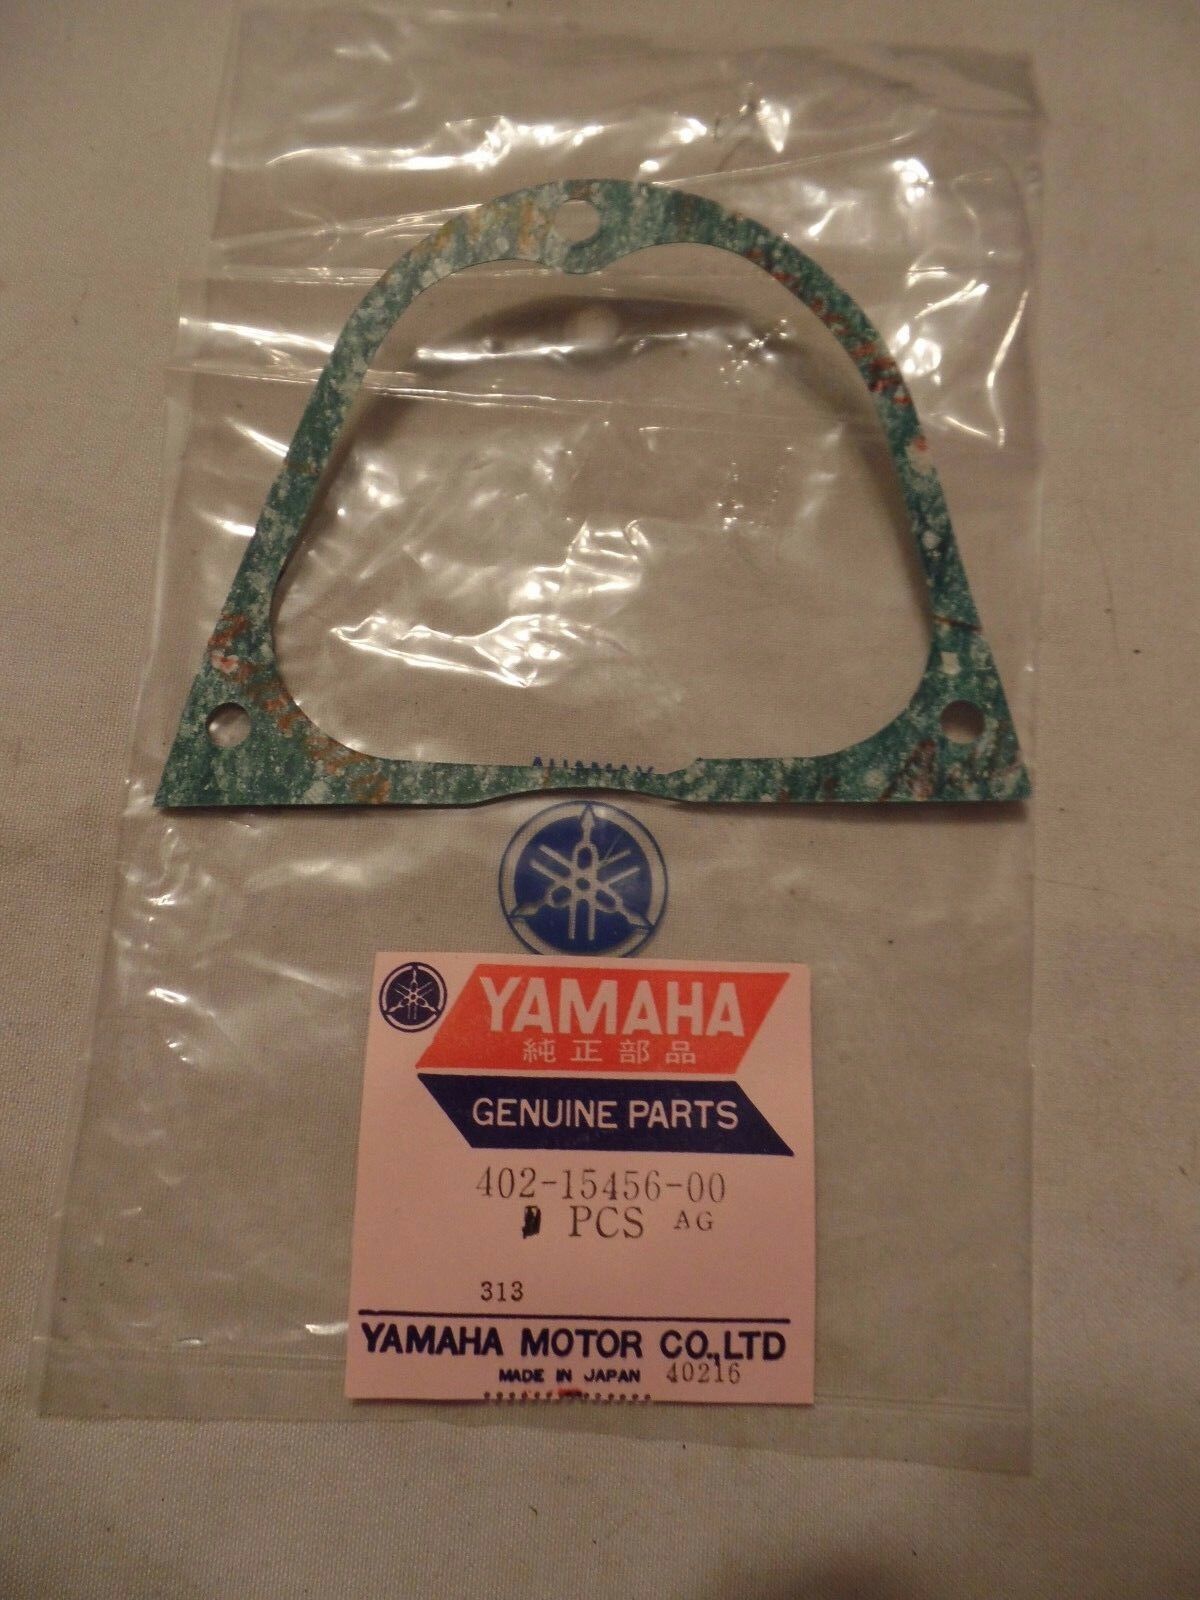 YAMAHA
純正部品
GENUINE PARTS
402-15456-00
PCS AG
313
YAMAHA MOTOR CO.,LTD
MADE IN JAPAN 40216